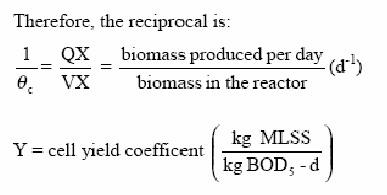 Therefore, the reciprocal is:
1/θc = QX/VX = biomass produced per day/biomass in the reactor (d⁻¹)
Y = cell yield coefficent (kg MLSS/kg BOD₅ - d)